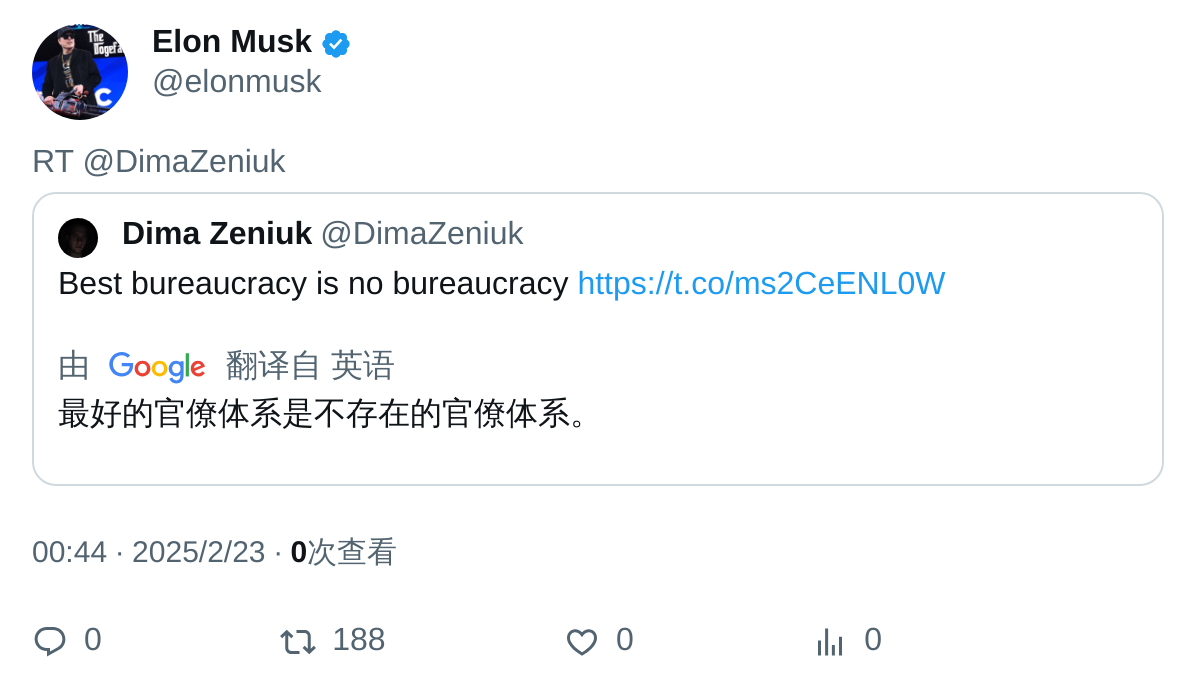 The
Dogefa
C
Elon Musk
@elonmusk
RT @DimaZeniuk
Dima Zeniuk @DimaZeniuk
Best bureaucracy is no bureaucracy https://t.co/ms2CeENL0W
由 Google 翻译自 英语
最好的官僚体系是不存在的官僚体系。
00:44 · 2025/2/23 · 0次查看
0 188 0 0